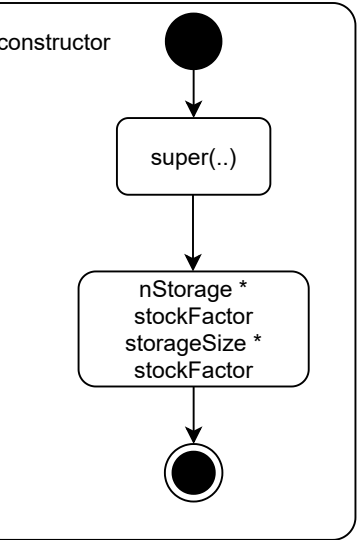 constructor
super(..)
nStorage *
stockFactor
storageSize *
stockFactor